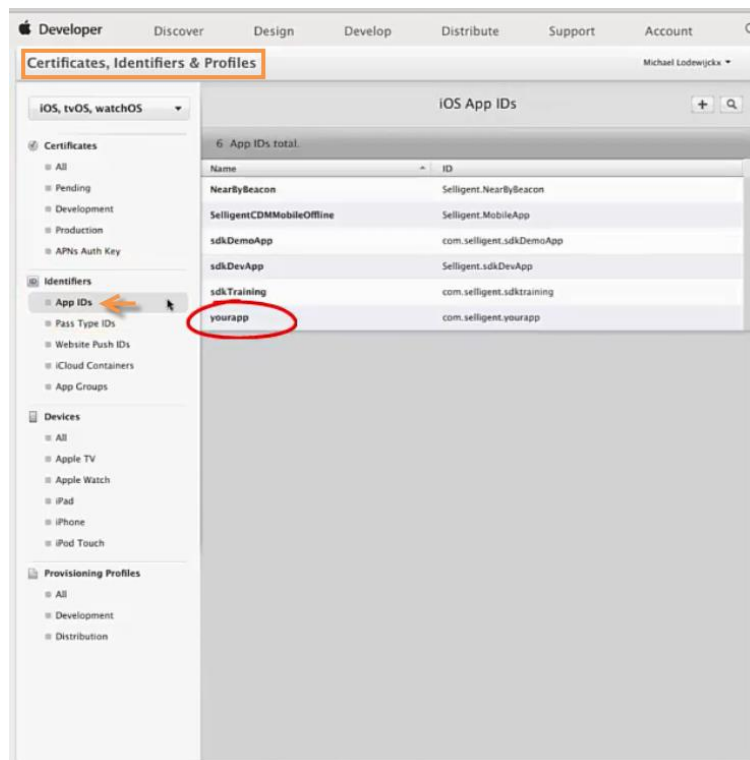 Developer Discover Design Develop Distribute Support Account
Certificates, Identifiers & Profiles
Michael Lodewijckx
iOS, tvOS, watchOS
Certificates
All
Pending
Development
Production
APNs Auth Key
Identifiers
App IDs
Pass Type IDs
Website Push IDs
iCloud Containers
App Groups
Devices
All
Apple TV
Apple Watch
iPad
iPhone
iPod Touch
Provisioning Profiles
All
Development
Distribution
iOS App IDs
6 App IDs total.
Name ID
NearByBeacon Selligent.NearByBeacon
SelligentCDMMobileOffline Selligent.MobileApp
sdkDemoApp com.selligent.sdkDemoApp
sdkDevApp Selligent.sdkDevApp
sdkTraining com.selligent.sdktraining
yourapp com.selligent.yourapp